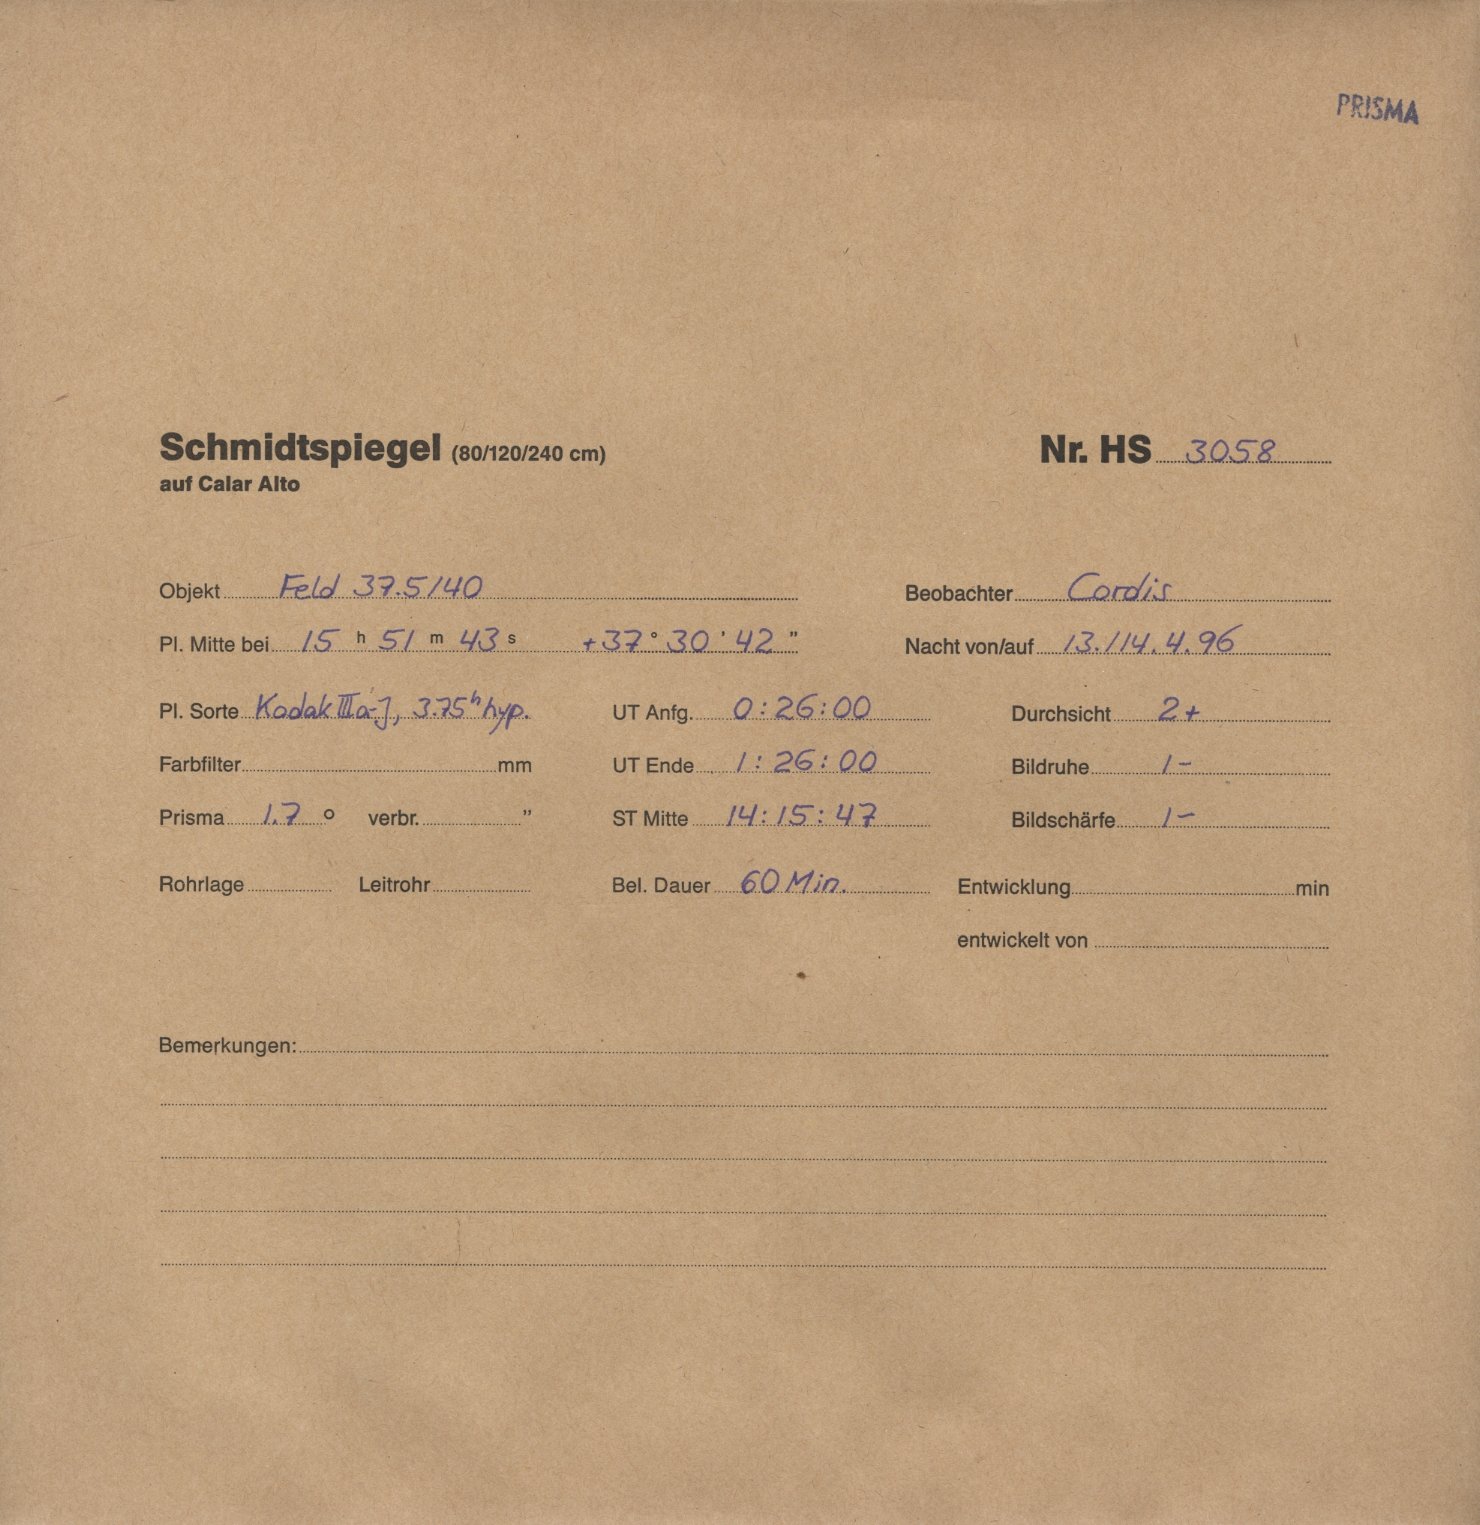 PRISMA
Schmidtspiegel (80/120/240 cm) Nr. HS 3058
auf Calar Alto
Objekt Feld 37.5/40 Beobachter Cordis
Pl. Mitte bei 15 h 51 m 43 s +37° 30' 42" Nacht von/auf 13./14.4.96
Pl. Sorte Kodak IIIa-J, 3.75ʰ hyp. UT Anfg. 0:26:00 Durchsicht 2+
Farbfilter mm UT Ende 1:26:00 Bildruhe 1-
Prisma 1.7 ° verbr. " ST Mitte 14:15:47 Bildschärfe 1-
Rohrlage Leitrohr Bel. Dauer 60 Min. Entwicklung min
entwickelt von
Bemerkungen: